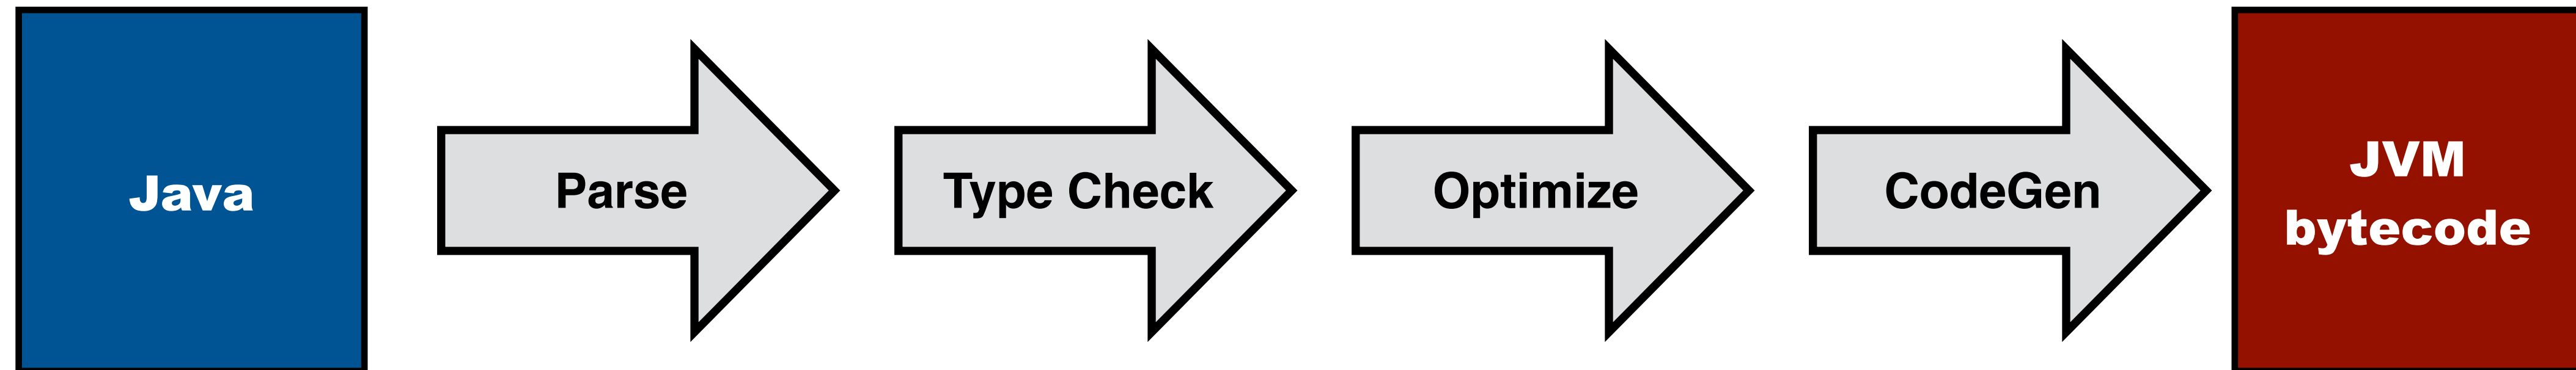 Java
Parse
Type Check
Optimize
CodeGen
JVM
bytecode